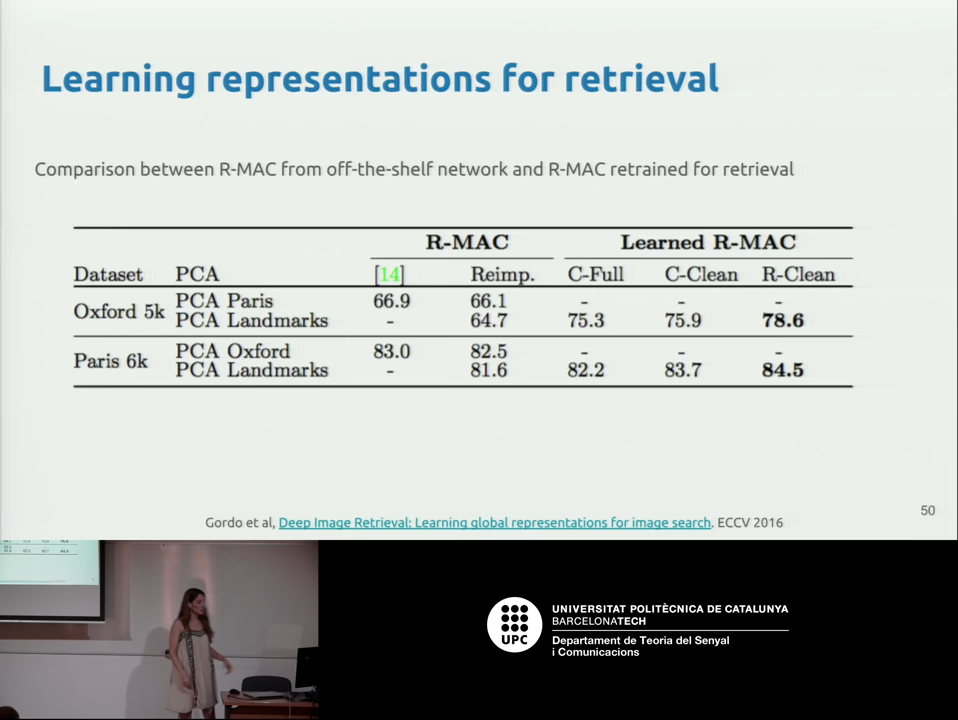 Learning representations for retrieval
Comparison between R-MAC from off-the-shelf network and R-MAC retrained for retrieval
R-MAC Learned R-MAC
Dataset PCA [14] Reimp. C-Full C-Clean R-Clean
Oxford 5k PCA Paris 66.9 66.1 - - -
PCA Landmarks - 64.7 75.3 75.9 78.6
Paris 6k PCA Oxford 83.0 82.5 - - -
PCA Landmarks - 81.6 82.2 83.7 84.5
Gordo et al, Deep Image Retrieval: Learning global representations for image search. ECCV 2016
50
UPC
UNIVERSITAT POLITÈCNICA DE CATALUNYA
BARCELONATECH
Departament de Teoria del Senyal
i Comunicacions